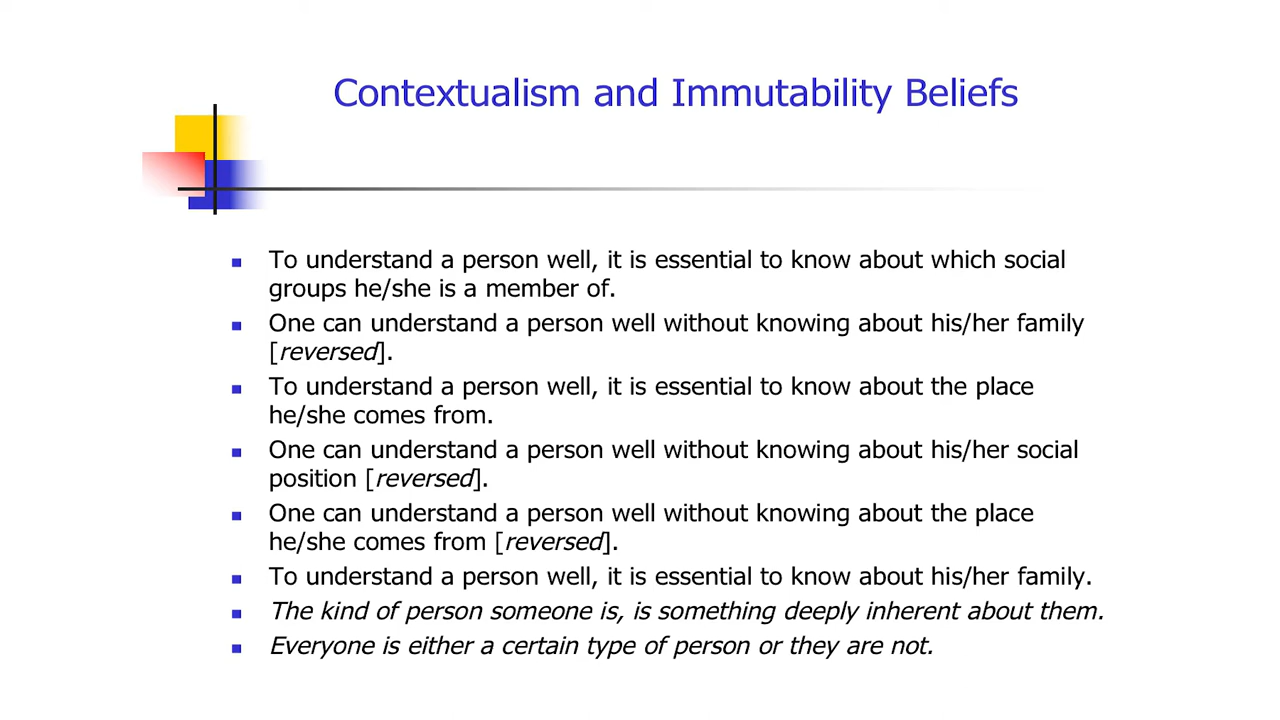 Contextualism and Immutability Beliefs
To understand a person well, it is essential to know about which social
groups he/she is a member of.
One can understand a person well without knowing about his/her family
[reversed].
To understand a person well, it is essential to know about the place
he/she comes from.
One can understand a person well without knowing about his/her social
position [reversed].
One can understand a person well without knowing about the place
he/she comes from [reversed].
To understand a person well, it is essential to know about his/her family.
The kind of person someone is, is something deeply inherent about them.
Everyone is either a certain type of person or they are not.